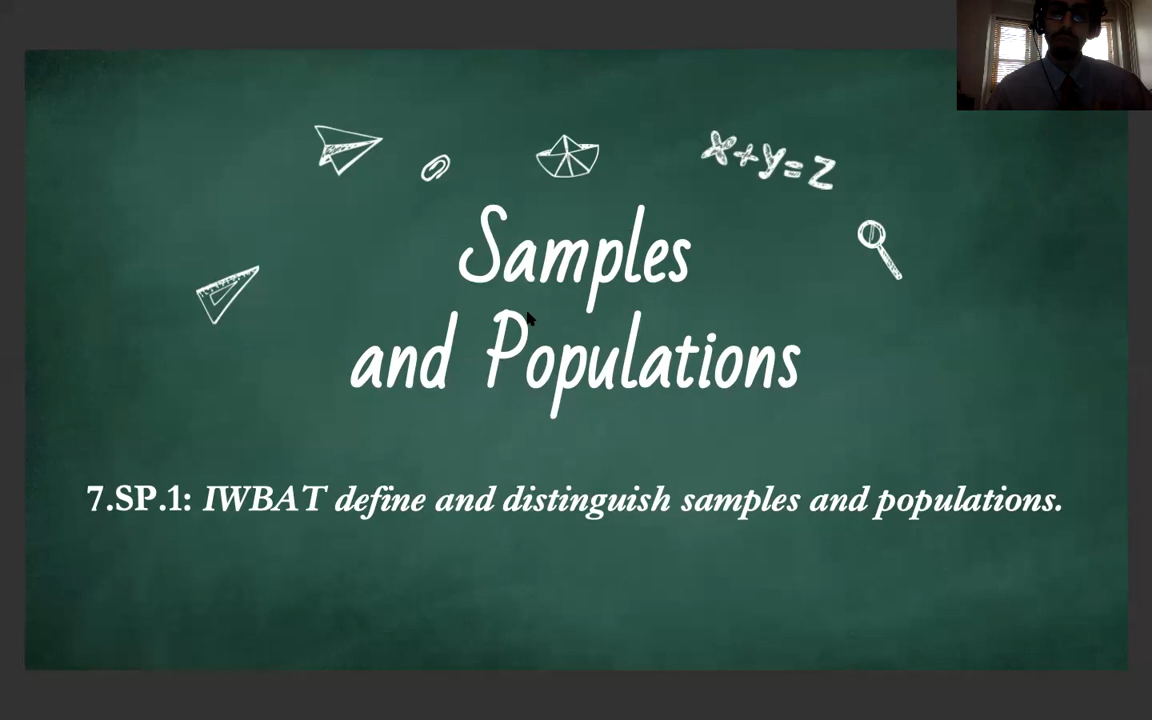 x+y=z
Samples
and Populations
7.SP.1: IWBAT define and distinguish samples and populations.